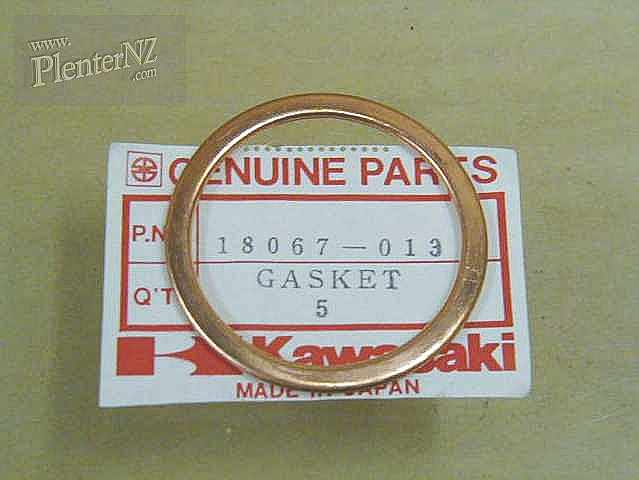 www.
PlenterNZ
.com
GENUINE PARTS
P.N
18067-013
GASKET
Q'T
5
Kawasaki
MADE IN JAPAN